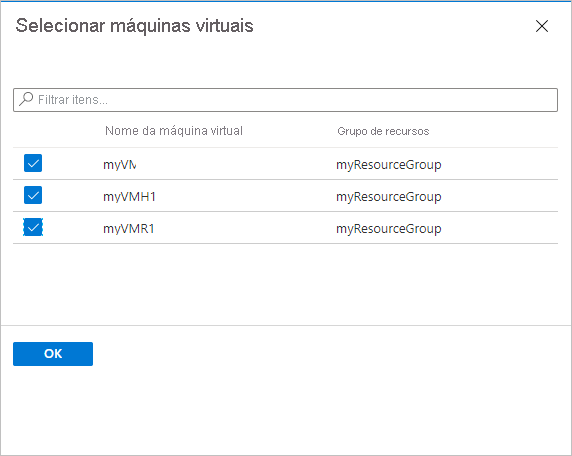 Selecionar máquinas virtuais
Filtrar itens...
Nome da máquina virtual Grupo de recursos
myVM myResourceGroup
myVMH1 myResourceGroup
myVMR1 myResourceGroup
OK